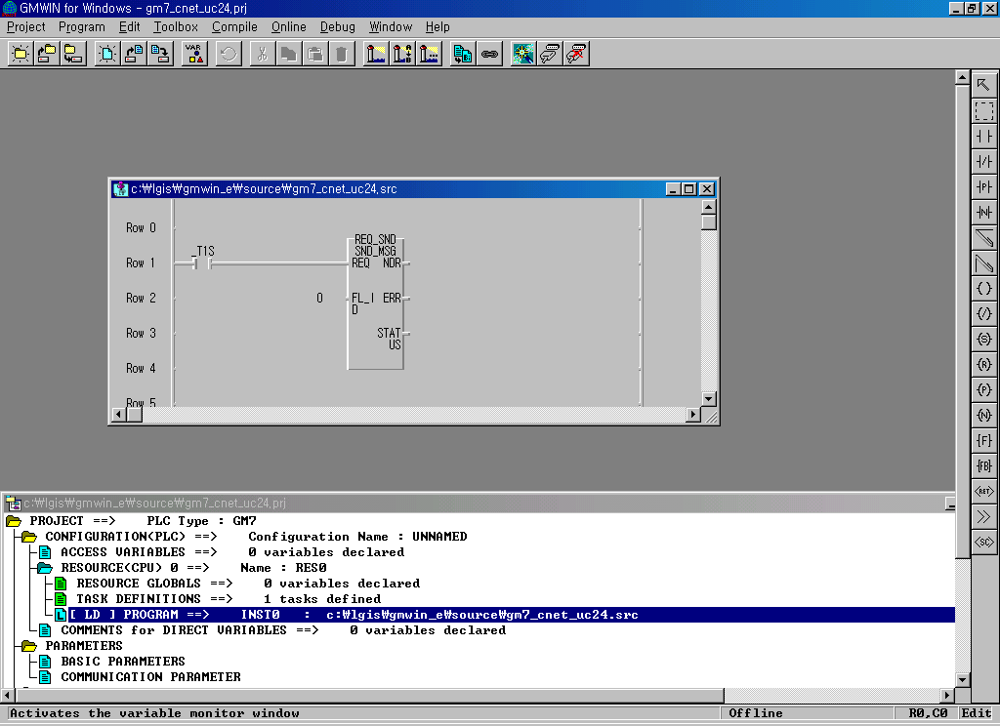 GMWIN for Windows - gm7_cnet_uc24.prj
Project Program Edit Toolbox Compile Online Debug Window Help
VAR
c:₩lgis₩gmwin_e₩source₩gm7_cnet_uc24.src
Row 0
REQ_SND
_T1S SND_MSG
Row 1 REQ NDR
Row 2 0 FL_I ERR
D
Row 3 STAT
US
Row 4
Row 5
{P}
{N}
( )
(/)
(S)
(R)
(P)
(N)
{F}
{FB}
<RET>
>>
<SC>
c:₩lgis₩gmwin_e₩source₩gm7_cnet_uc24.prj
PROJECT ==> PLC Type : GM7
CONFIGURATION(PLC) ==> Configuration Name : UNNAMED
ACCESS VARIABLES ==> 0 variables declared
RESOURCE(CPU) 0 ==> Name : RES0
RESOURCE GLOBALS ==> 0 variables declared
TASK DEFINITIONS ==> 1 tasks defined
[ LD ] PROGRAM ==> INST0 : c:₩lgis₩gmwin_e₩source₩gm7_cnet_uc24.src
COMMENTS for DIRECT VARIABLES ==> 0 variables declared
PARAMETERS
BASIC PARAMETERS
COMMUNICATION PARAMETER
Activates the variable monitor window Offline R0,C0 Edit